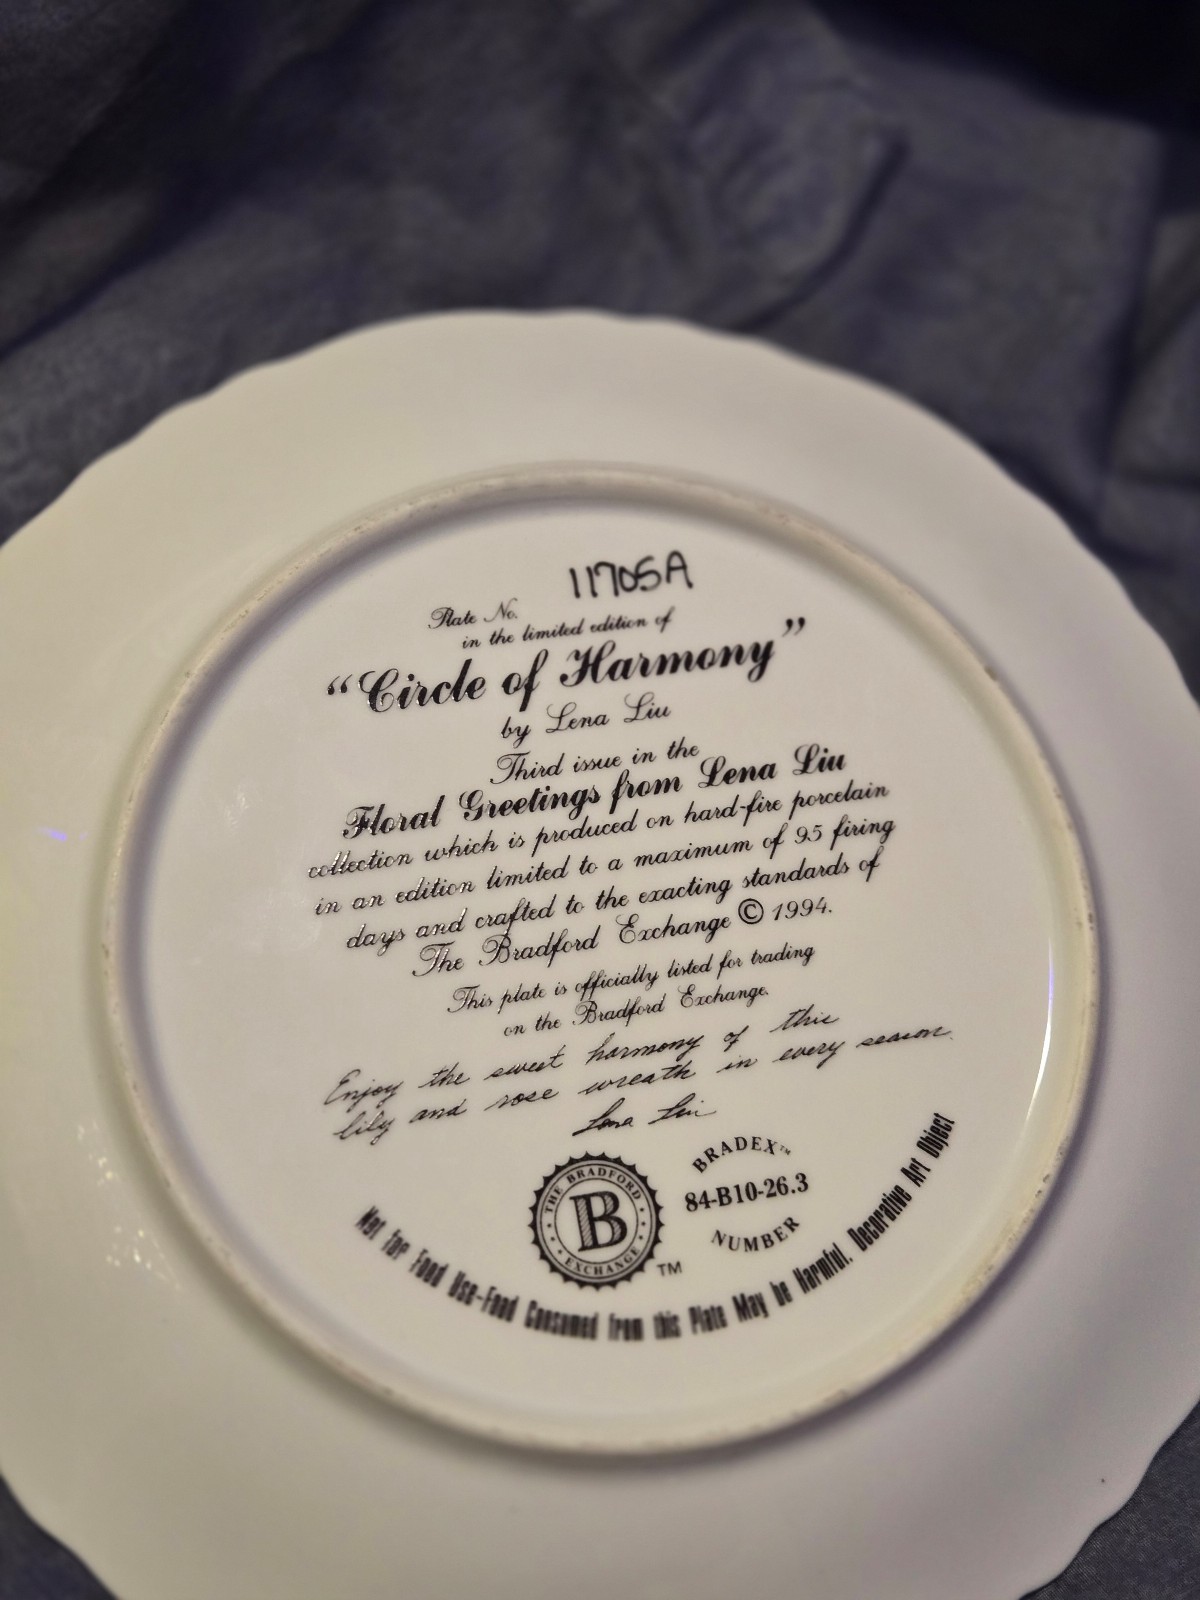 11705A
Plate No.
in the limited edition of
“Circle of Harmony”
by Lena Liu
Third issue in the
Floral Greetings from Lena Liu
collection which is produced on hard-fire porcelain
in an edition limited to a maximum of 95 firing
days and crafted to the exacting standards of
The Bradford Exchange © 1994.
This plate is officially listed for trading
on the Bradford Exchange.
Enjoy the sweet harmony of this
lily and rose wreath in every season.
Lena Liu
THE BRADFORD
B
EXCHANGE
TM
BRADEX™
84-B10-26.3
NUMBER
Not for Food Use-Food Consumed from this Plate May be Harmful. Decorative Art Object